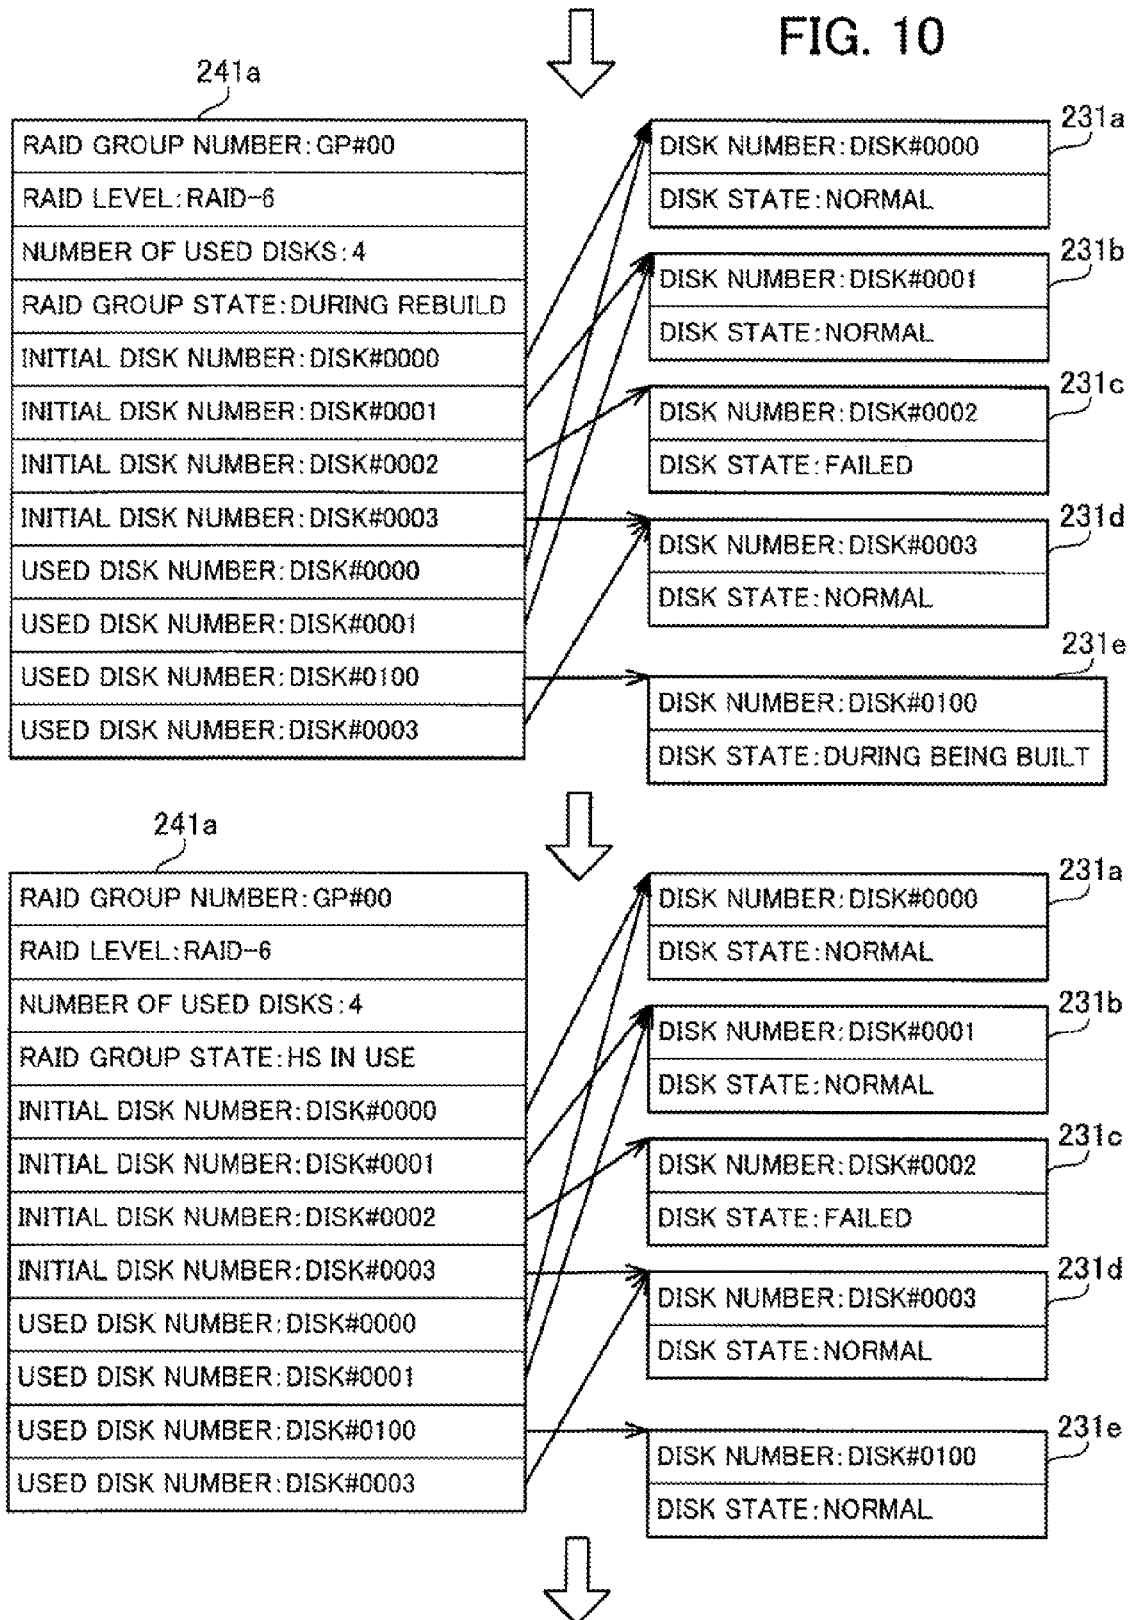 FIG. 10
241a
RAID GROUP NUMBER:GP#00
RAID LEVEL:RAID-6
NUMBER OF USED DISKS:4
RAID GROUP STATE:DURING REBUILD
INITIAL DISK NUMBER:DISK#0000
INITIAL DISK NUMBER:DISK#0001
INITIAL DISK NUMBER:DISK#0002
INITIAL DISK NUMBER:DISK#0003
USED DISK NUMBER:DISK#0000
USED DISK NUMBER:DISK#0001
USED DISK NUMBER:DISK#0100
USED DISK NUMBER:DISK#0003
231a
DISK NUMBER:DISK#0000
DISK STATE:NORMAL
231b
DISK NUMBER:DISK#0001
DISK STATE:NORMAL
231c
DISK NUMBER:DISK#0002
DISK STATE:FAILED
231d
DISK NUMBER:DISK#0003
DISK STATE:NORMAL
231e
DISK NUMBER:DISK#0100
DISK STATE:DURING BEING BUILT
241a
RAID GROUP NUMBER:GP#00
RAID LEVEL:RAID-6
NUMBER OF USED DISKS:4
RAID GROUP STATE:HS IN USE
INITIAL DISK NUMBER:DISK#0000
INITIAL DISK NUMBER:DISK#0001
INITIAL DISK NUMBER:DISK#0002
INITIAL DISK NUMBER:DISK#0003
USED DISK NUMBER:DISK#0000
USED DISK NUMBER:DISK#0001
USED DISK NUMBER:DISK#0100
USED DISK NUMBER:DISK#0003
231a
DISK NUMBER:DISK#0000
DISK STATE:NORMAL
231b
DISK NUMBER:DISK#0001
DISK STATE:NORMAL
231c
DISK NUMBER:DISK#0002
DISK STATE:FAILED
231d
DISK NUMBER:DISK#0003
DISK STATE:NORMAL
231e
DISK NUMBER:DISK#0100
DISK STATE:NORMAL